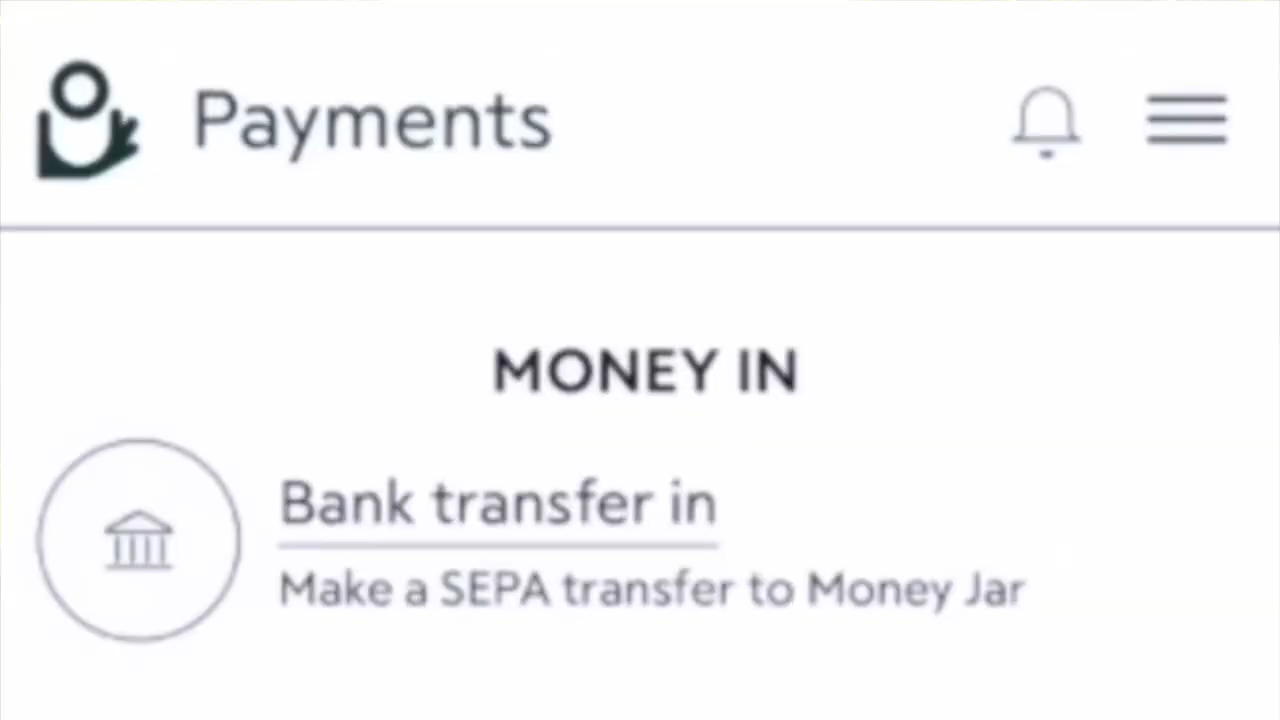 Payments
MONEY IN
Bank transfer in
Make a SEPA transfer to Money Jar